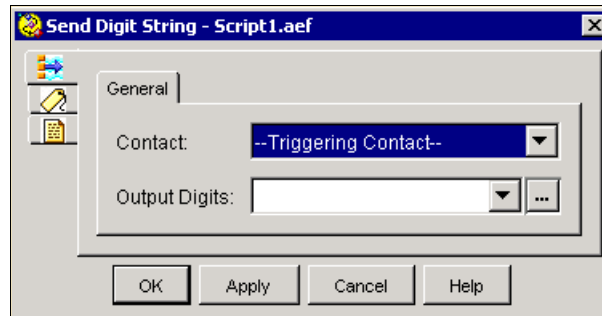 Send Digit String - Script1.aef
General
Contact: --Triggering Contact--
Output Digits: ...
OK Apply Cancel Help